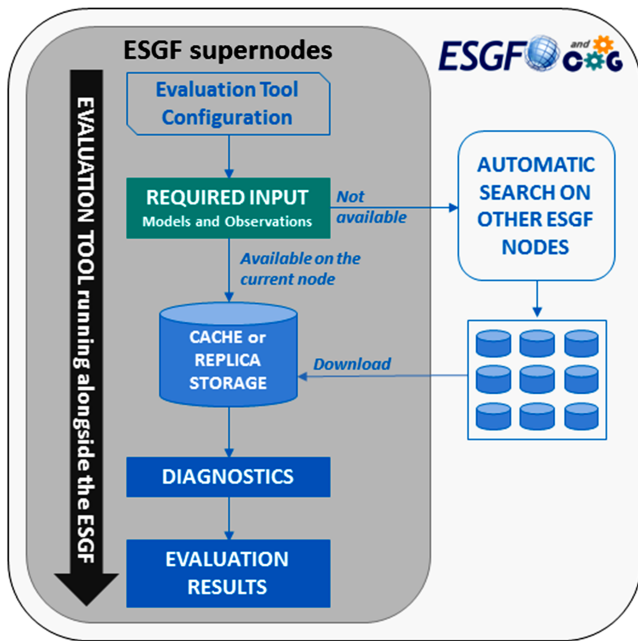 ESGF supernodes
ESGF and COG
EVALUATION TOOL running alongside the ESGF
Evaluation Tool
Configuration
REQUIRED INPUT
Models and Observations
Not
available
AUTOMATIC
SEARCH ON
OTHER ESGF
NODES
Available on the
current node
CACHE or
REPLICA
STORAGE
Download
DIAGNOSTICS
EVALUATION
RESULTS